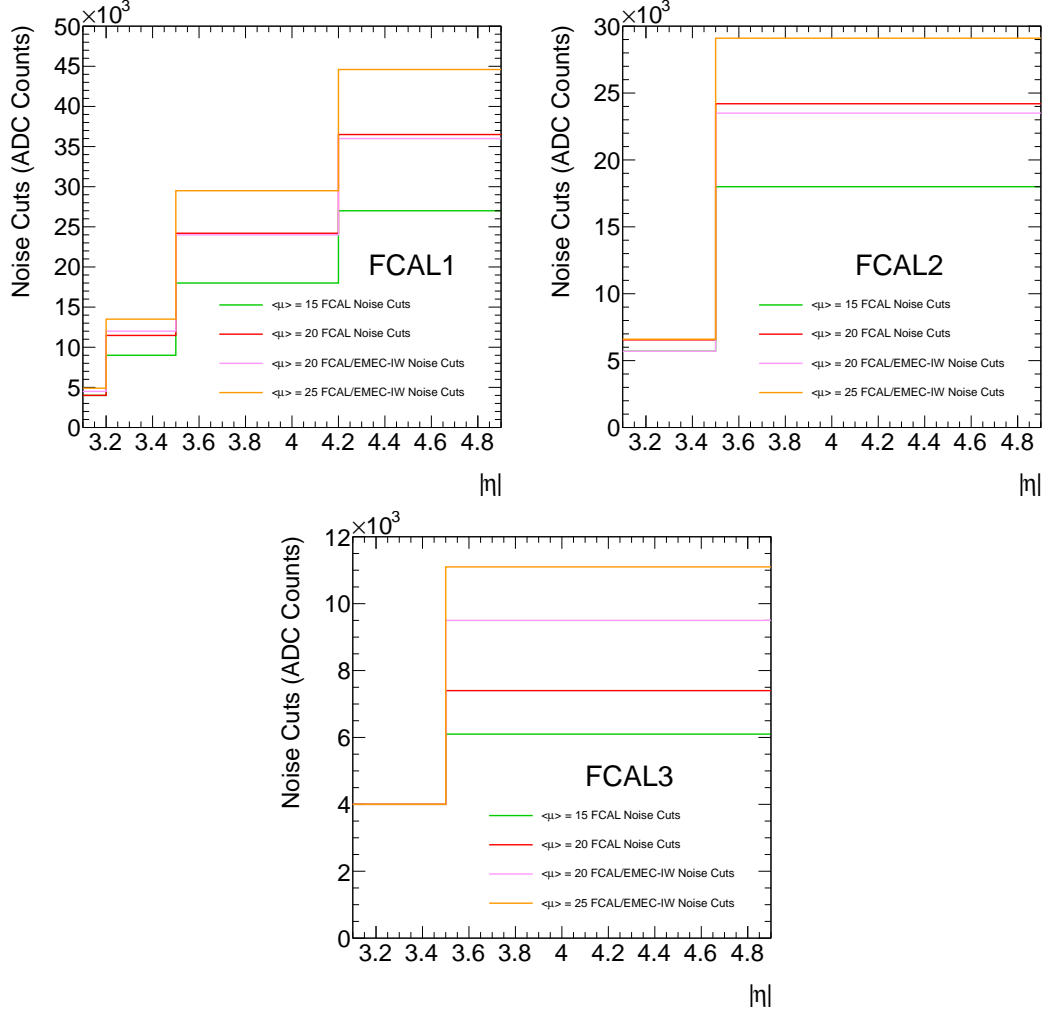 ×10³
50
45
40
35
30
25
20
15
10
5
0
Noise Cuts (ADC Counts)
FCAL1
<μ> = 15 FCAL Noise Cuts
<μ> = 20 FCAL Noise Cuts
<μ> = 20 FCAL/EMEC-IW Noise Cuts
<μ> = 25 FCAL/EMEC-IW Noise Cuts
3.2 3.4 3.6 3.8 4 4.2 4.4 4.6 4.8
|η|
×10³
30
25
20
15
10
5
0
Noise Cuts (ADC Counts)
FCAL2
<μ> = 15 FCAL Noise Cuts
<μ> = 20 FCAL Noise Cuts
<μ> = 20 FCAL/EMEC-IW Noise Cuts
<μ> = 25 FCAL/EMEC-IW Noise Cuts
3.2 3.4 3.6 3.8 4 4.2 4.4 4.6 4.8
|η|
×10³
12
10
8
6
4
2
0
Noise Cuts (ADC Counts)
FCAL3
<μ> = 15 FCAL Noise Cuts
<μ> = 20 FCAL Noise Cuts
<μ> = 20 FCAL/EMEC-IW Noise Cuts
<μ> = 25 FCAL/EMEC-IW Noise Cuts
3.2 3.4 3.6 3.8 4 4.2 4.4 4.6 4.8
|η|